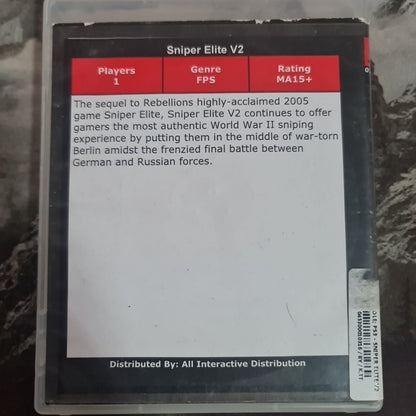 Sniper Elite V2
Players
1
Genre
FPS
Rating
MA15+
The sequel to Rebellions highly-acclaimed 2005
game Sniper Elite, Sniper Elite V2 continues to offer
gamers the most authentic World War II sniping
experience by putting them in the middle of war-torn
Berlin amidst the frenzied final battle between
German and Russian forces.
Distributed By: All Interactive Distribution